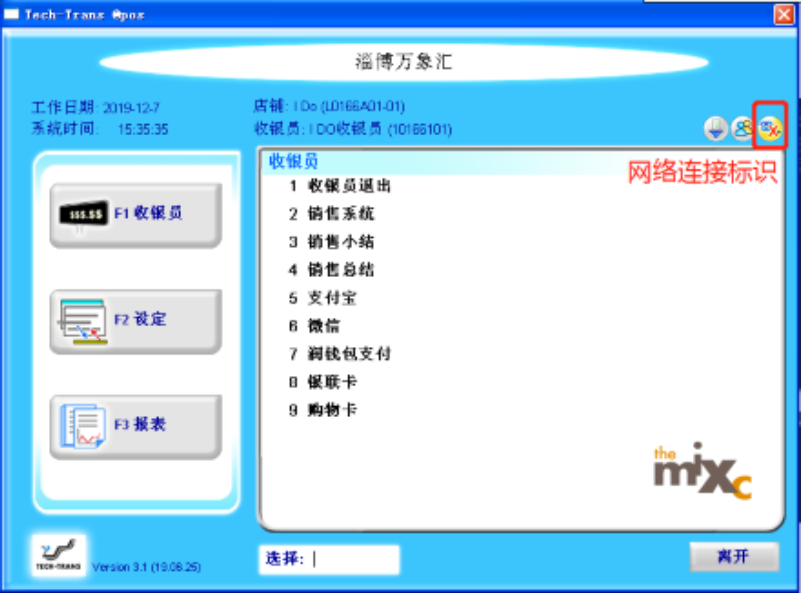 Tech-Trans @pos
淄博万象汇
工作日期: 2019-12-7
店铺: I Do (L0166A01-01)
系统时间: 15:35:35
收银员: I DO收银员 (10166101)
网络连接标识
收银员
1 收银员退出
2 销售系统
3 销售小结
4 销售总结
5 支付宝
6 微信
7 润钱包支付
8 银联卡
9 购物卡
$$$.$$
F1 收银员
F2 设定
F3 报表
the
mixc
TECH-TRANS
Version 3.1 (19.06.25)
选择:
离开